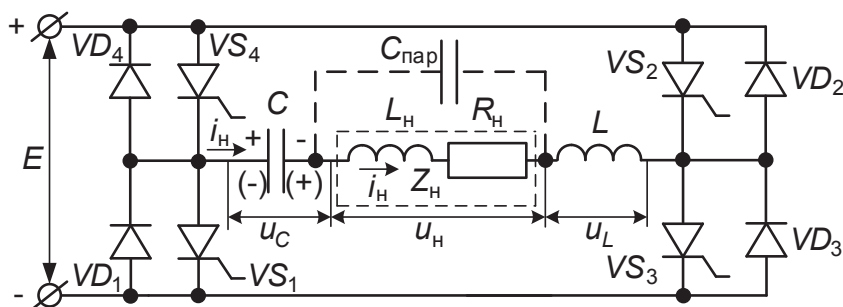 +
VD₄
VS₄
Cпар
VS₂
VD₂
C
Lн
Rн
L
iн
+
-
E
(-)
(+)
iн
Zн
uC
uн
uL
VD₁
VS₁
VS₃
VD₃
-